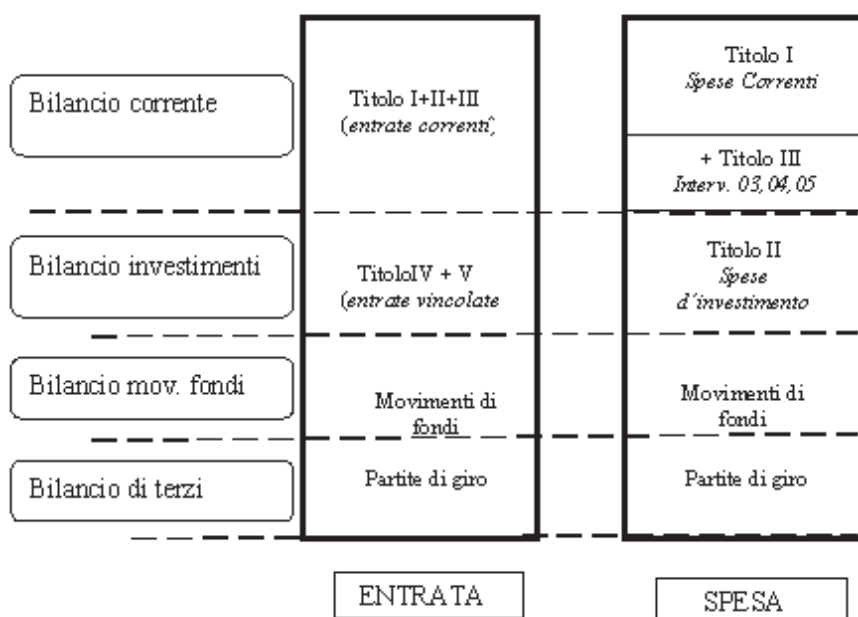 Bilancio corrente
Titolo I+II+III
(entrate correnti)
Titolo I
Spese Correnti
+ Titolo III
Interv. 03, 04, 05
Bilancio investimenti
TitoloIV + V
(entrate vincolate
Titolo II
Spese
d'investimento
Bilancio mov. fondi
Movimenti di
fondi
Movimenti di
fondi
Bilancio di terzi
Partite di giro
Partite di giro
ENTRATA
SPESA